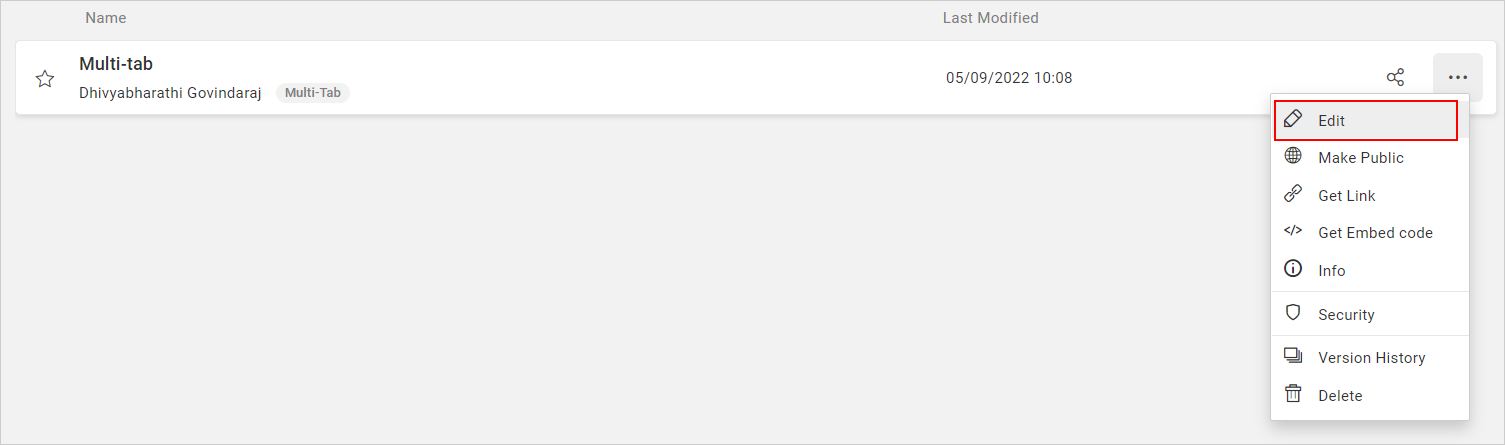 Name Last Modified
Multi-tab
Dhivyabharathi Govindaraj Multi-Tab
05/09/2022 10:08
Edit
Make Public
Get Link
Get Embed code
Info
Security
Version History
Delete